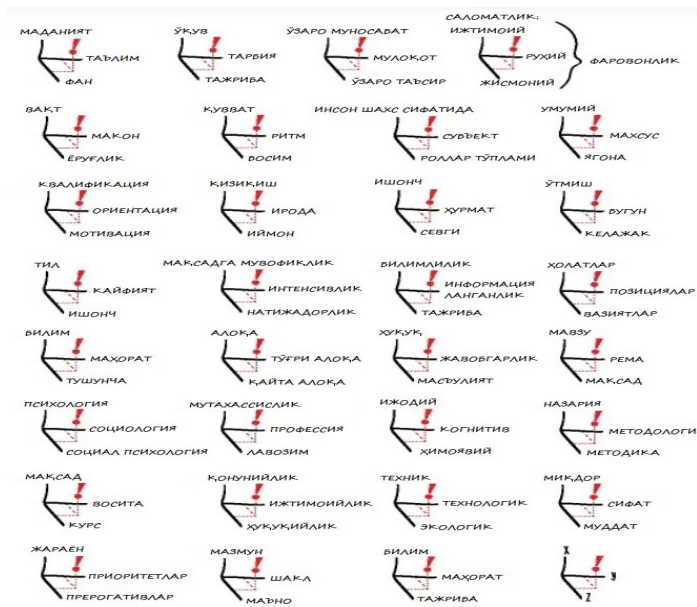 МАДАНИЯТ
ТАЪЛИМ
ФАН
ЎҚУВ
ТАРБИЯ
ТАЖРИБА
ЎЗАРО МУНОСАБАТ
МУЛОҚОТ
ЎЗАРО ТАЪСИР
САЛОМАТЛИК:
ИЖТИМОИЙ
РУҲИЙ
ЖИСМОНИЙ
ФАРОВОНЛИК
ВАҚТ
МАКОН
ЁРУҒЛИК
ҚУВВАТ
РИТМ
БОСИМ
ИНСОН ШАХС СИФАТИДА
СУБЪЕКТ
РОЛЛАР ТЎПЛАМИ
УМУМИЙ
МАХСУС
ЯГОНА
КВАЛИФИКАЦИЯ
ОРИЕНТАЦИЯ
МОТИВАЦИЯ
ҚИЗИҚИШ
ИРОДА
ИЙМОН
ИШОНЧ
ҲУРМАТ
СЕВГИ
ЎТМИШ
БУГУН
КЕЛАЖАК
ТИЛ
КАЙФИЯТ
ИШОНЧ
МАҚСАДГА МУВОФИҚЛИК
ИНТЕНСИВЛИК
НАТИЖАДОРЛИК
БИЛИМЛИЛИК
ИНФОРМАЦИЯ
ЛАНГАНЛИК
ТАЖРИБА
ҲОЛАТЛАР
ПОЗИЦИЯЛАР
ВАЗИЯТЛАР
БИЛИМ
МАҲОРАТ
ТУШУНЧА
АЛОҚА
ТЎҒРИ АЛОҚА
ҚАЙТА АЛОҚА
ҲУҚУҚ
ЖАВОБГАРЛИК
МАСЪУЛИЯТ
МАВЗУ
РЕМА
МАҚСАД
ПСИХОЛОГИЯ
СОЦИОЛОГИЯ
СОЦИАЛ ПСИХОЛОГИЯ
МУТАХАССИСЛИК
ПРОФЕССИЯ
ЛАВОЗИМ
ИЖОДИЙ
КОГНИТИВ
ҲИМОЯВИЙ
НАЗАРИЯ
МЕТОДОЛОГИ
МЕТОДИКА
МАҚСАД
ВОСИТА
КУРС
ҚОНУНИЙЛИК
ИЖТИМОИЙЛИК
ҲУҚУҚИЙЛИК
ТЕХНИК
ТЕХНОЛОГИК
ЭКОЛОГИК
МИҚДОР
СИФАТ
МУДДАТ
ЖАРАЁН
ПРИОРИТЕТЛАР
ПРЕРОГАТИВЛАР
МАЗМУН
ШАКЛ
МАЪНО
БИЛИМ
МАҲОРАТ
ТАЖРИБА
X
У
Z